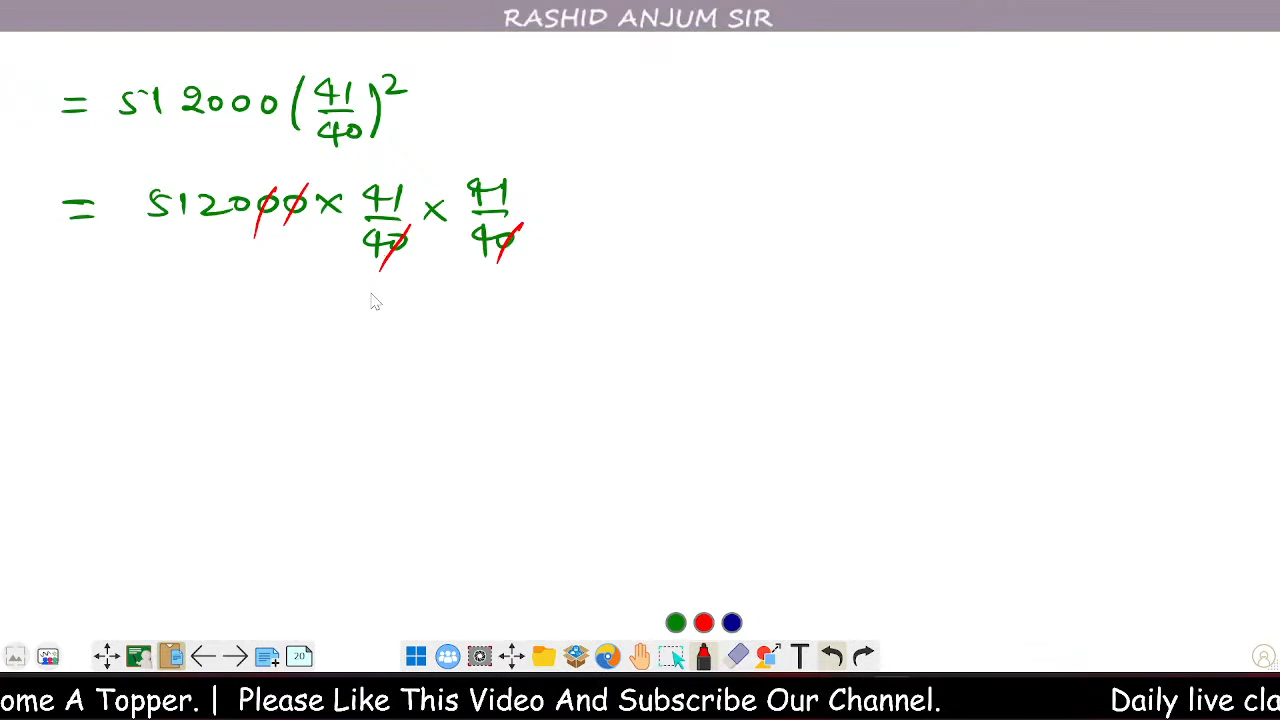 RASHID ANJUM SIR
= 512000 (41/40)²
= 512000 × 41/40 × 41/40
20
T
ome A Topper. | Please Like This Video And Subscribe Our Channel. Daily live cla